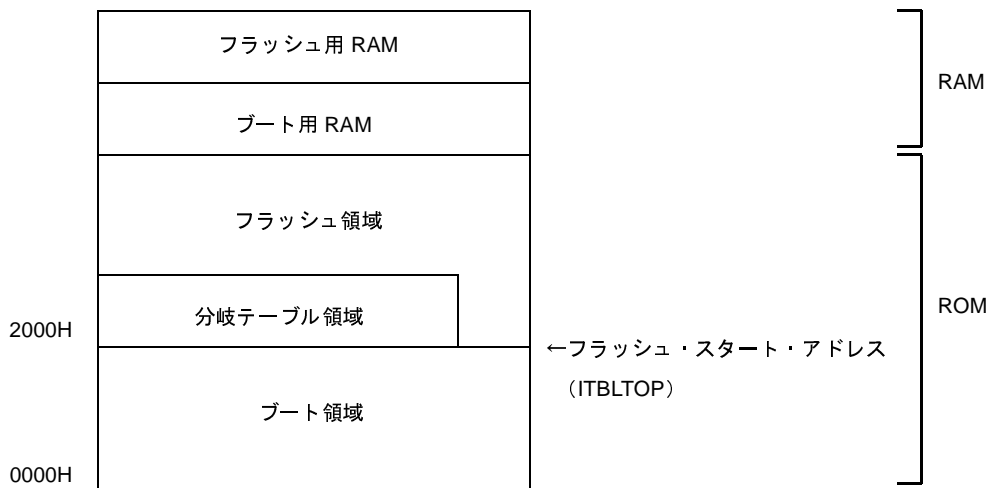 フラッシュ用 RAM
RAM
ブート用 RAM
フラッシュ領域
分岐テーブル領域
ROM
2000H
←フラッシュ・スタート・アドレス
（ITBLTOP）
ブート領域
0000H